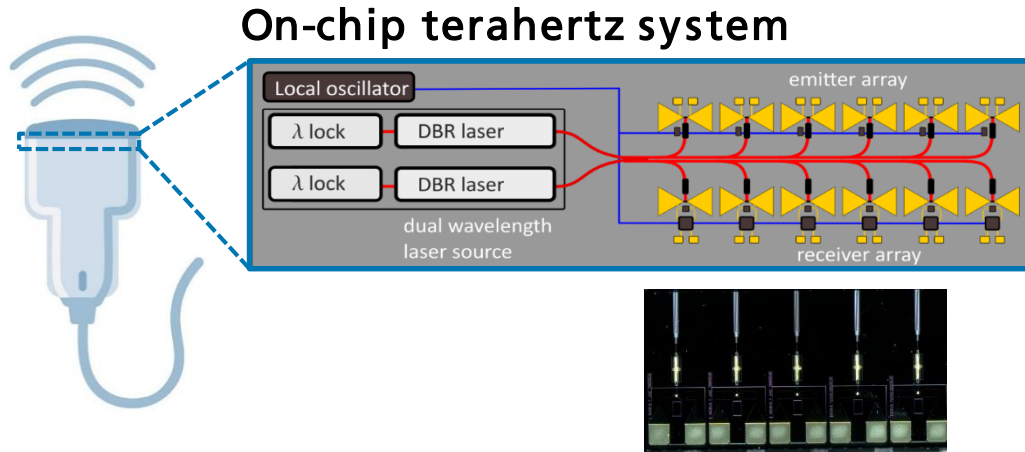 On-chip terahertz system
Local oscillator
emitter array
λ lock
DBR laser
λ lock
DBR laser
dual wavelength
laser source
receiver array